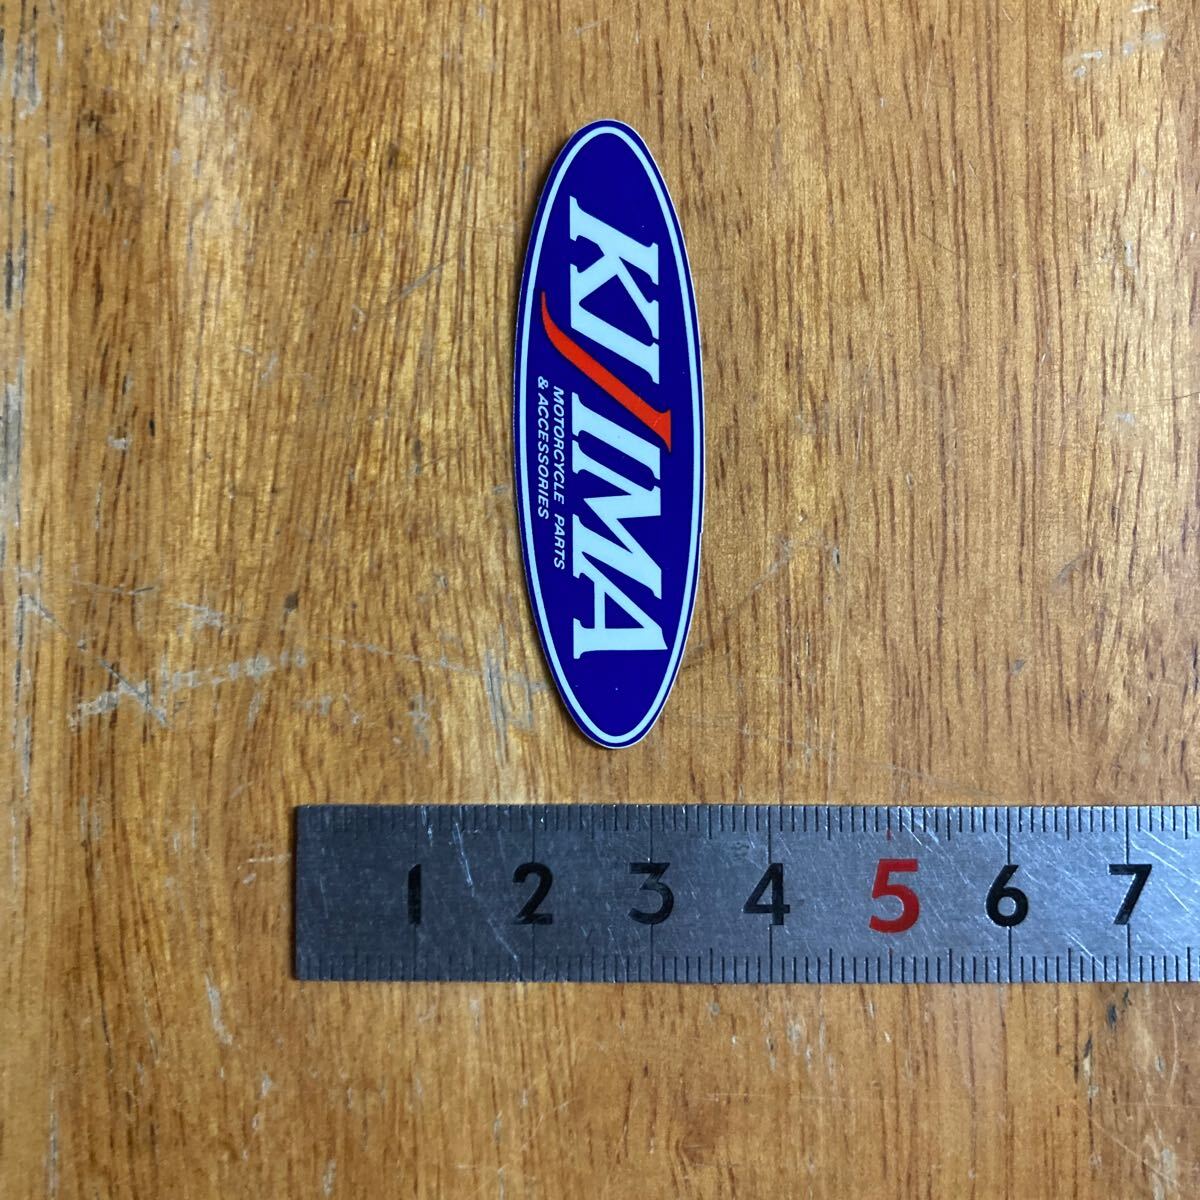 KIJIMA
MOTORCYCLE PARTS
& ACCESSORIES
1 2 3 4 5 6 7